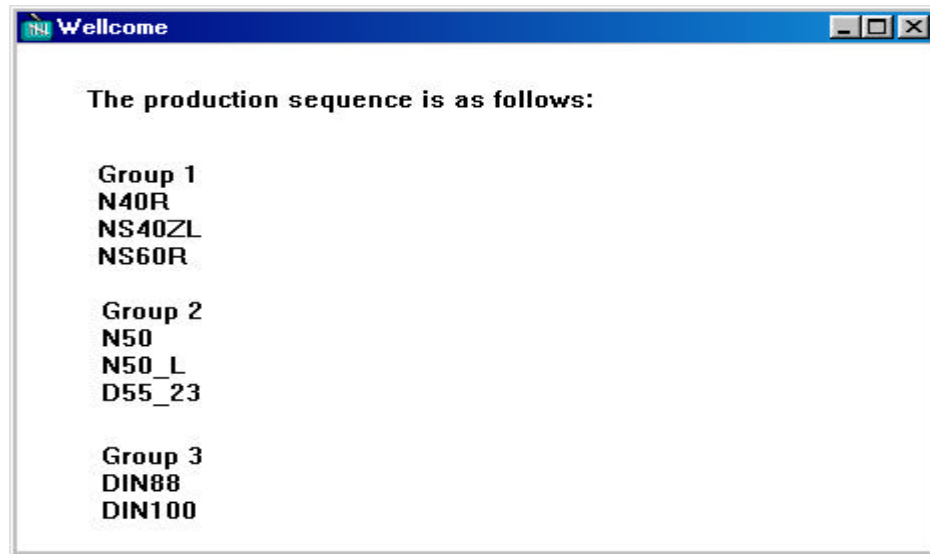 Wellcome
The production sequence is as follows:
Group 1
N40R
NS40ZL
NS60R
Group 2
N50
N50_L
D55_23
Group 3
DIN88
DIN100